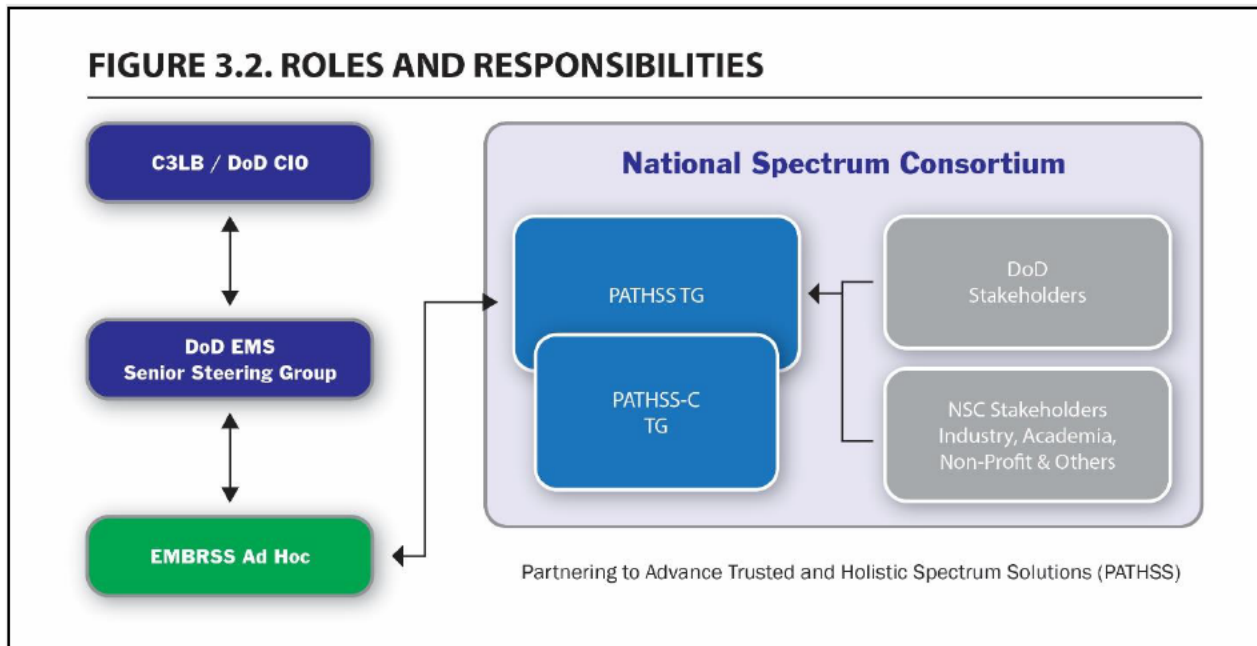 FIGURE 3.2. ROLES AND RESPONSIBILITIES
C3LB / DoD CIO
DoD EMS
Senior Steering Group
EMBRSS Ad Hoc
National Spectrum Consortium
PATHSS TG
PATHSS-C
TG
DoD
Stakeholders
NSC Stakeholders
Industry, Academia,
Non-Profit & Others
Partnering to Advance Trusted and Holistic Spectrum Solutions (PATHSS)